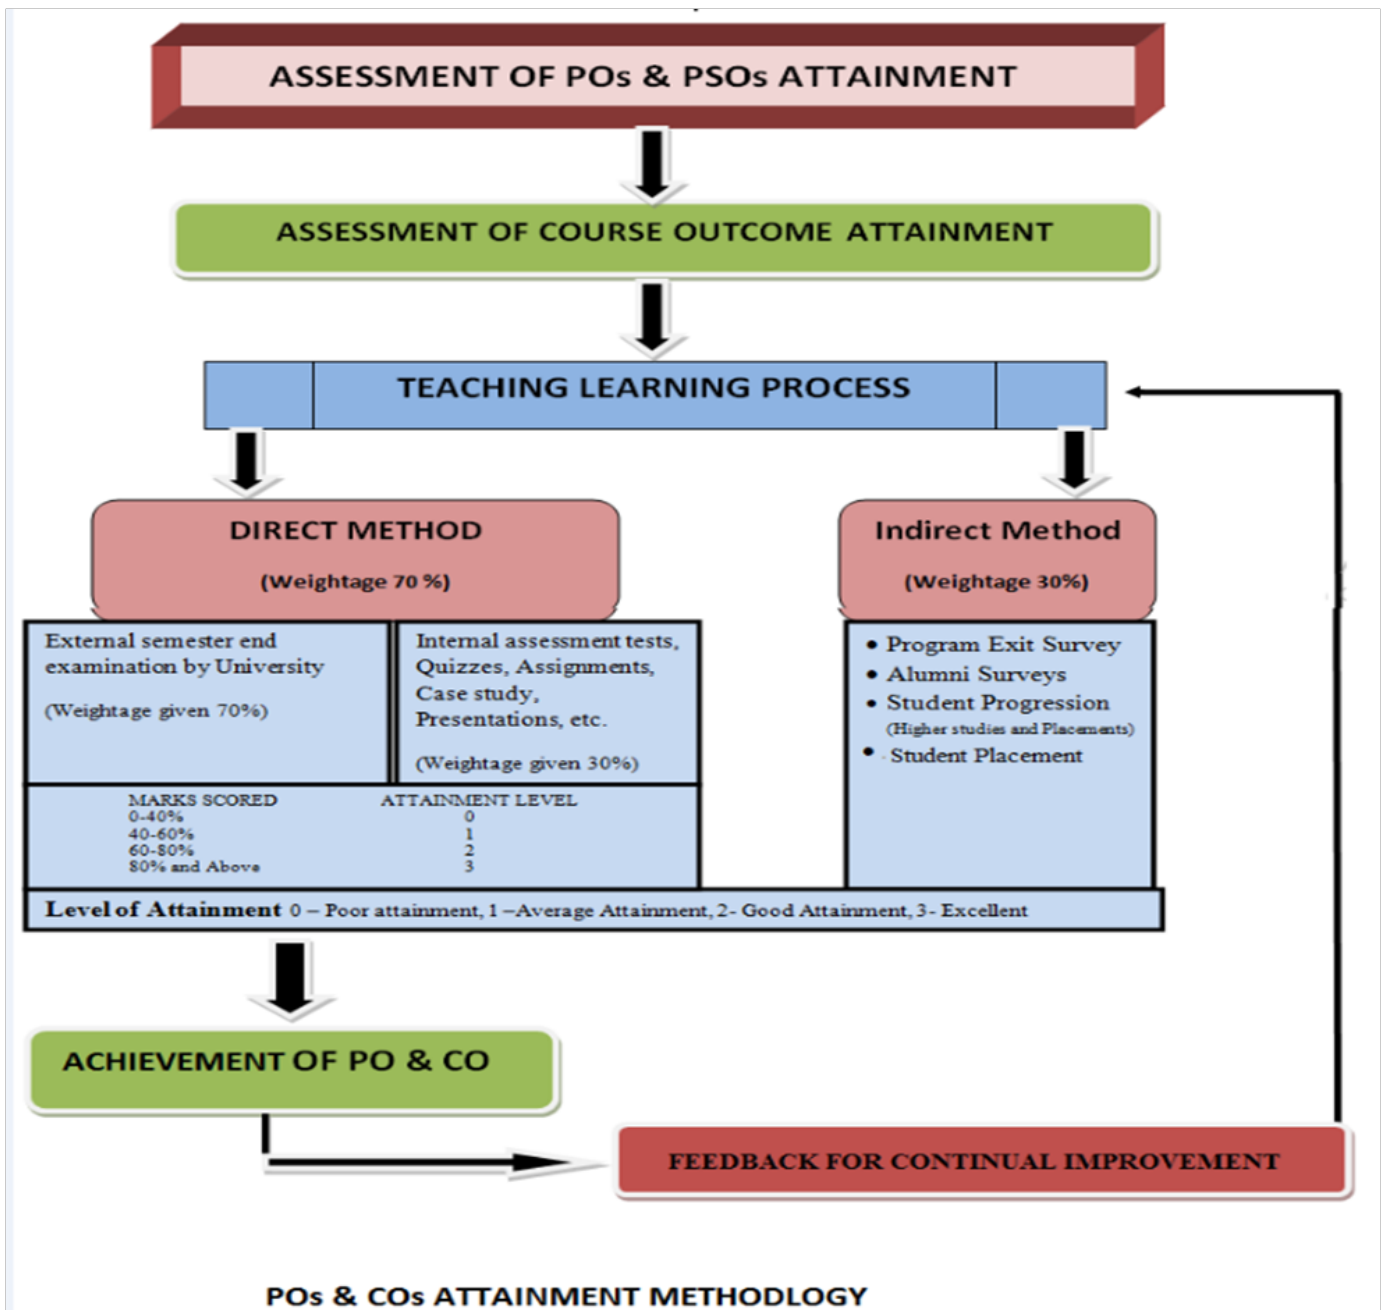 ASSESSMENT OF POs & PSOs ATTAINMENT
ASSESSMENT OF COURSE OUTCOME ATTAINMENT
TEACHING LEARNING PROCESS
DIRECT METHOD
(Weightage 70 %)
External semester end
examination by University
(Weightage given 70%)
Internal assessment tests,
Quizzes, Assignments,
Case study,
Presentations, etc.
(Weightage given 30%)
MARKS SCORED ATTAINMENT LEVEL
0-40% 0
40-60% 1
60-80% 2
80% and Above 3
Indirect Method
(Weightage 30%)
• Program Exit Survey
• Alumni Surveys
• Student Progression
(Higher studies and Placements)
• Student Placement
Level of Attainment 0 – Poor attainment, 1 –Average Attainment, 2- Good Attainment, 3- Excellent
ACHIEVEMENT OF PO & CO
FEEDBACK FOR CONTINUAL IMPROVEMENT
POs & COs ATTAINMENT METHODLOGY